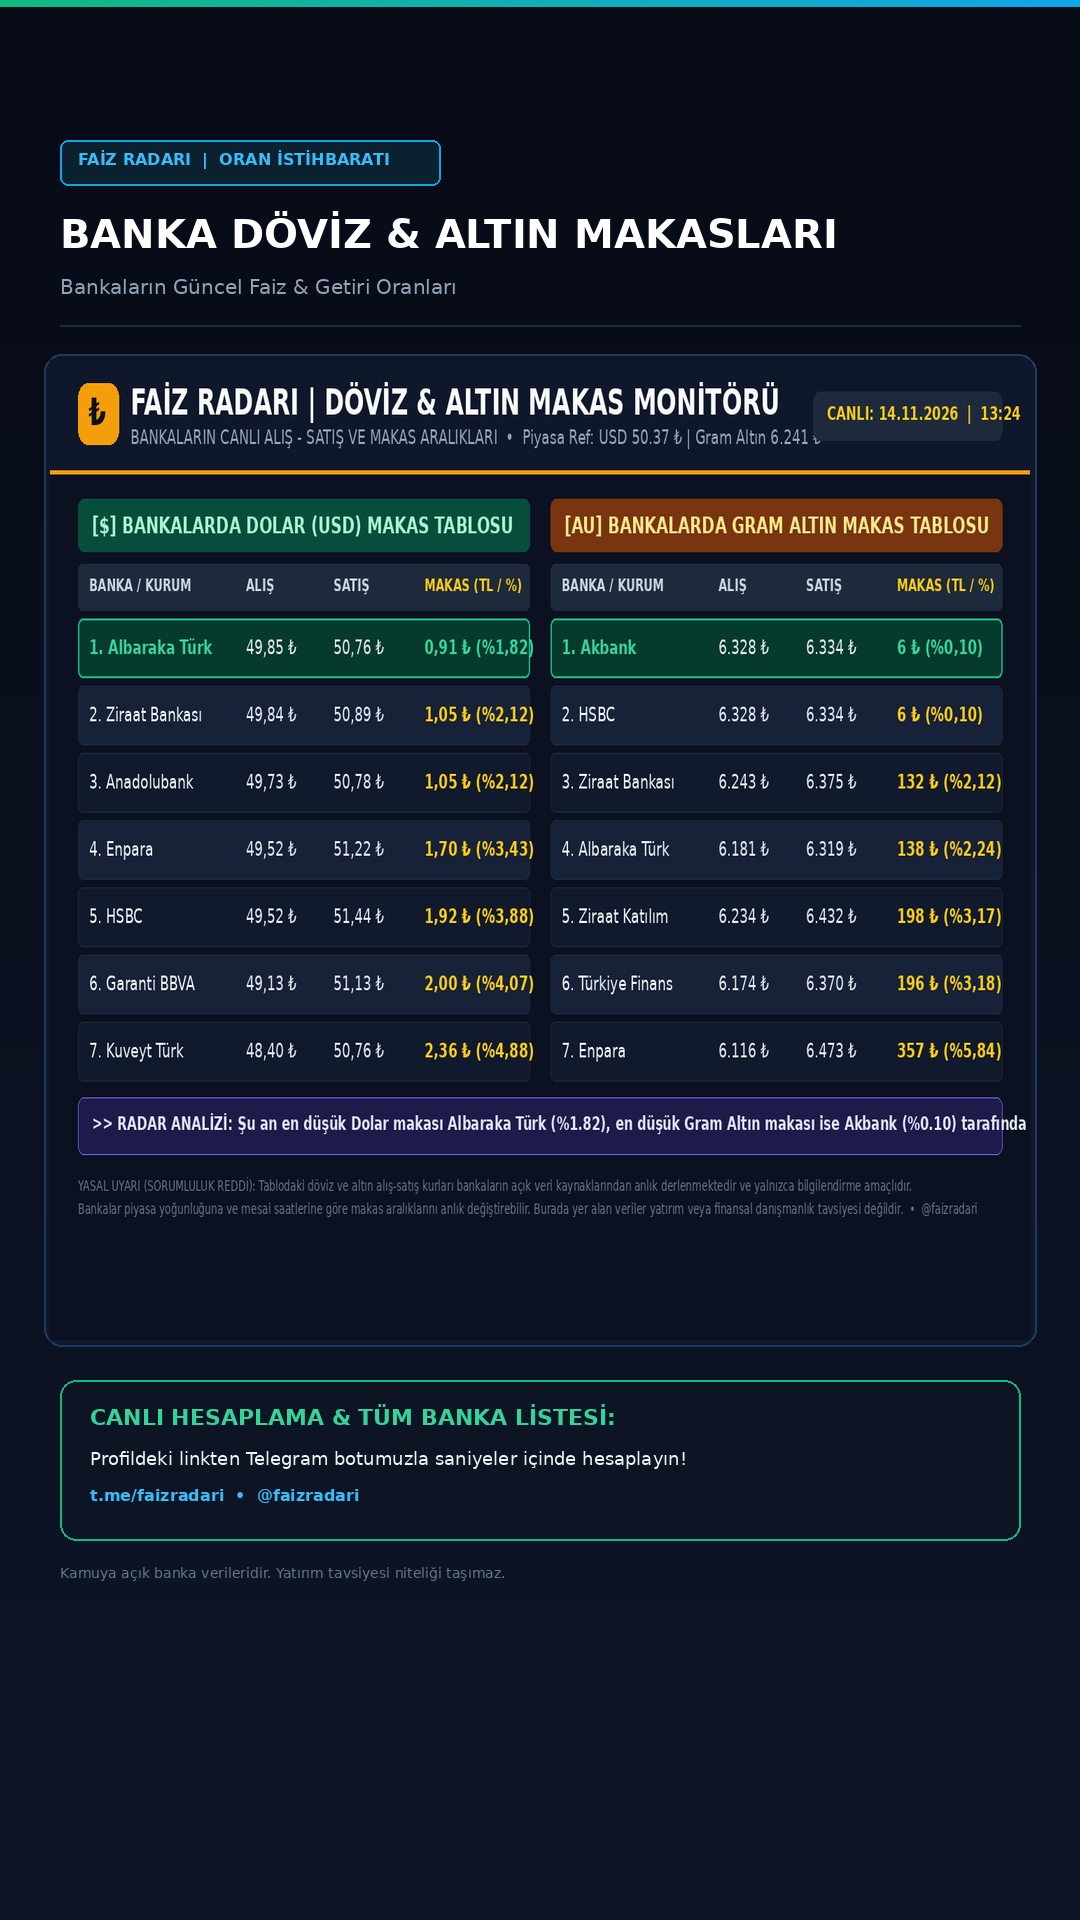 FAİZ RADARI | ORAN İSTİHBARATI
BANKA DÖVİZ & ALTIN MAKASLARI
Bankaların Güncel Faiz & Getiri Oranları
₺ FAİZ RADARI | DÖVİZ & ALTIN MAKAS MONİTÖRÜ
BANKALARIN CANLI ALIŞ - SATIŞ VE MAKAS ARALIKLARI • Piyasa Ref: USD 50.37 ₺ | Gram Altın 6.241 ₺
CANLI: 14.11.2026 | 13:24
[$] BANKALARDA DOLAR (USD) MAKAS TABLOSU
BANKA / KURUM ALIŞ SATIŞ MAKAS (TL / %)
1. Albaraka Türk 49,85 ₺ 50,76 ₺ 0,91 ₺ (%1,82)
2. Ziraat Bankası 49,84 ₺ 50,89 ₺ 1,05 ₺ (%2,12)
3. Anadolubank 49,73 ₺ 50,78 ₺ 1,05 ₺ (%2,12)
4. Enpara 49,52 ₺ 51,22 ₺ 1,70 ₺ (%3,43)
5. HSBC 49,52 ₺ 51,44 ₺ 1,92 ₺ (%3,88)
6. Garanti BBVA 49,13 ₺ 51,13 ₺ 2,00 ₺ (%4,07)
7. Kuveyt Türk 48,40 ₺ 50,76 ₺ 2,36 ₺ (%4,88)
[AU] BANKALARDA GRAM ALTIN MAKAS TABLOSU
BANKA / KURUM ALIŞ SATIŞ MAKAS (TL / %)
1. Akbank 6.328 ₺ 6.334 ₺ 6 ₺ (%0,10)
2. HSBC 6.328 ₺ 6.334 ₺ 6 ₺ (%0,10)
3. Ziraat Bankası 6.243 ₺ 6.375 ₺ 132 ₺ (%2,12)
4. Albaraka Türk 6.181 ₺ 6.319 ₺ 138 ₺ (%2,24)
5. Ziraat Katılım 6.234 ₺ 6.432 ₺ 198 ₺ (%3,17)
6. Türkiye Finans 6.174 ₺ 6.370 ₺ 196 ₺ (%3,18)
7. Enpara 6.116 ₺ 6.473 ₺ 357 ₺ (%5,84)
>> RADAR ANALİZİ: Şu an en düşük Dolar makası Albaraka Türk (%1.82), en düşük Gram Altın makası ise Akbank (%0.10) tarafında
YASAL UYARI (SORUMLULUK REDDİ): Tablodaki döviz ve altın alış-satış kurları bankaların açık veri kaynaklarından anlık derlenmektedir ve yalnızca bilgilendirme amaçlıdır.
Bankalar piyasa yoğunluğuna ve mesai saatlerine göre makas aralıklarını anlık değiştirebilir. Burada yer alan veriler yatırım veya finansal danışmanlık tavsiyesi değildir. • @faizradari
CANLI HESAPLAMA & TÜM BANKA LİSTESİ:
Profildeki linkten Telegram botumuzla saniyeler içinde hesaplayın!
t.me/faizradari • @faizradari
Kamuya açık banka verileridir. Yatırım tavsiyesi niteliği taşımaz.